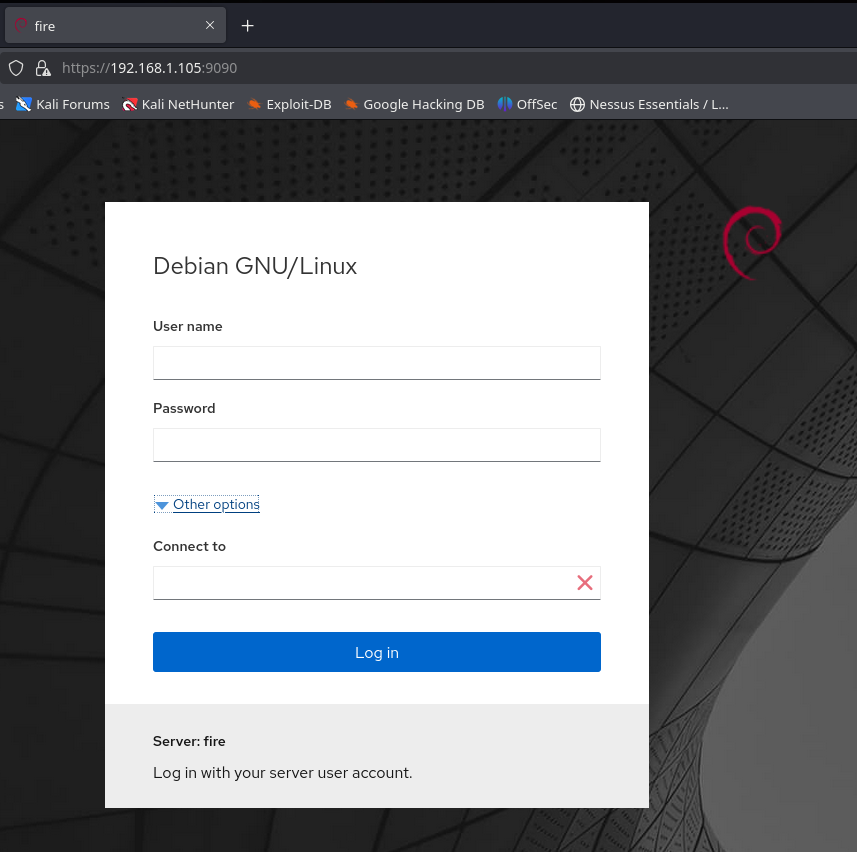 fire
https://192.168.1.105:9090
s
Kali Forums
Kali NetHunter
Exploit-DB
Google Hacking DB
OffSec
Nessus Essentials / L...
Debian GNU/Linux
User name
Password
Other options
Connect to
Log in
Server: fire
Log in with your server user account.